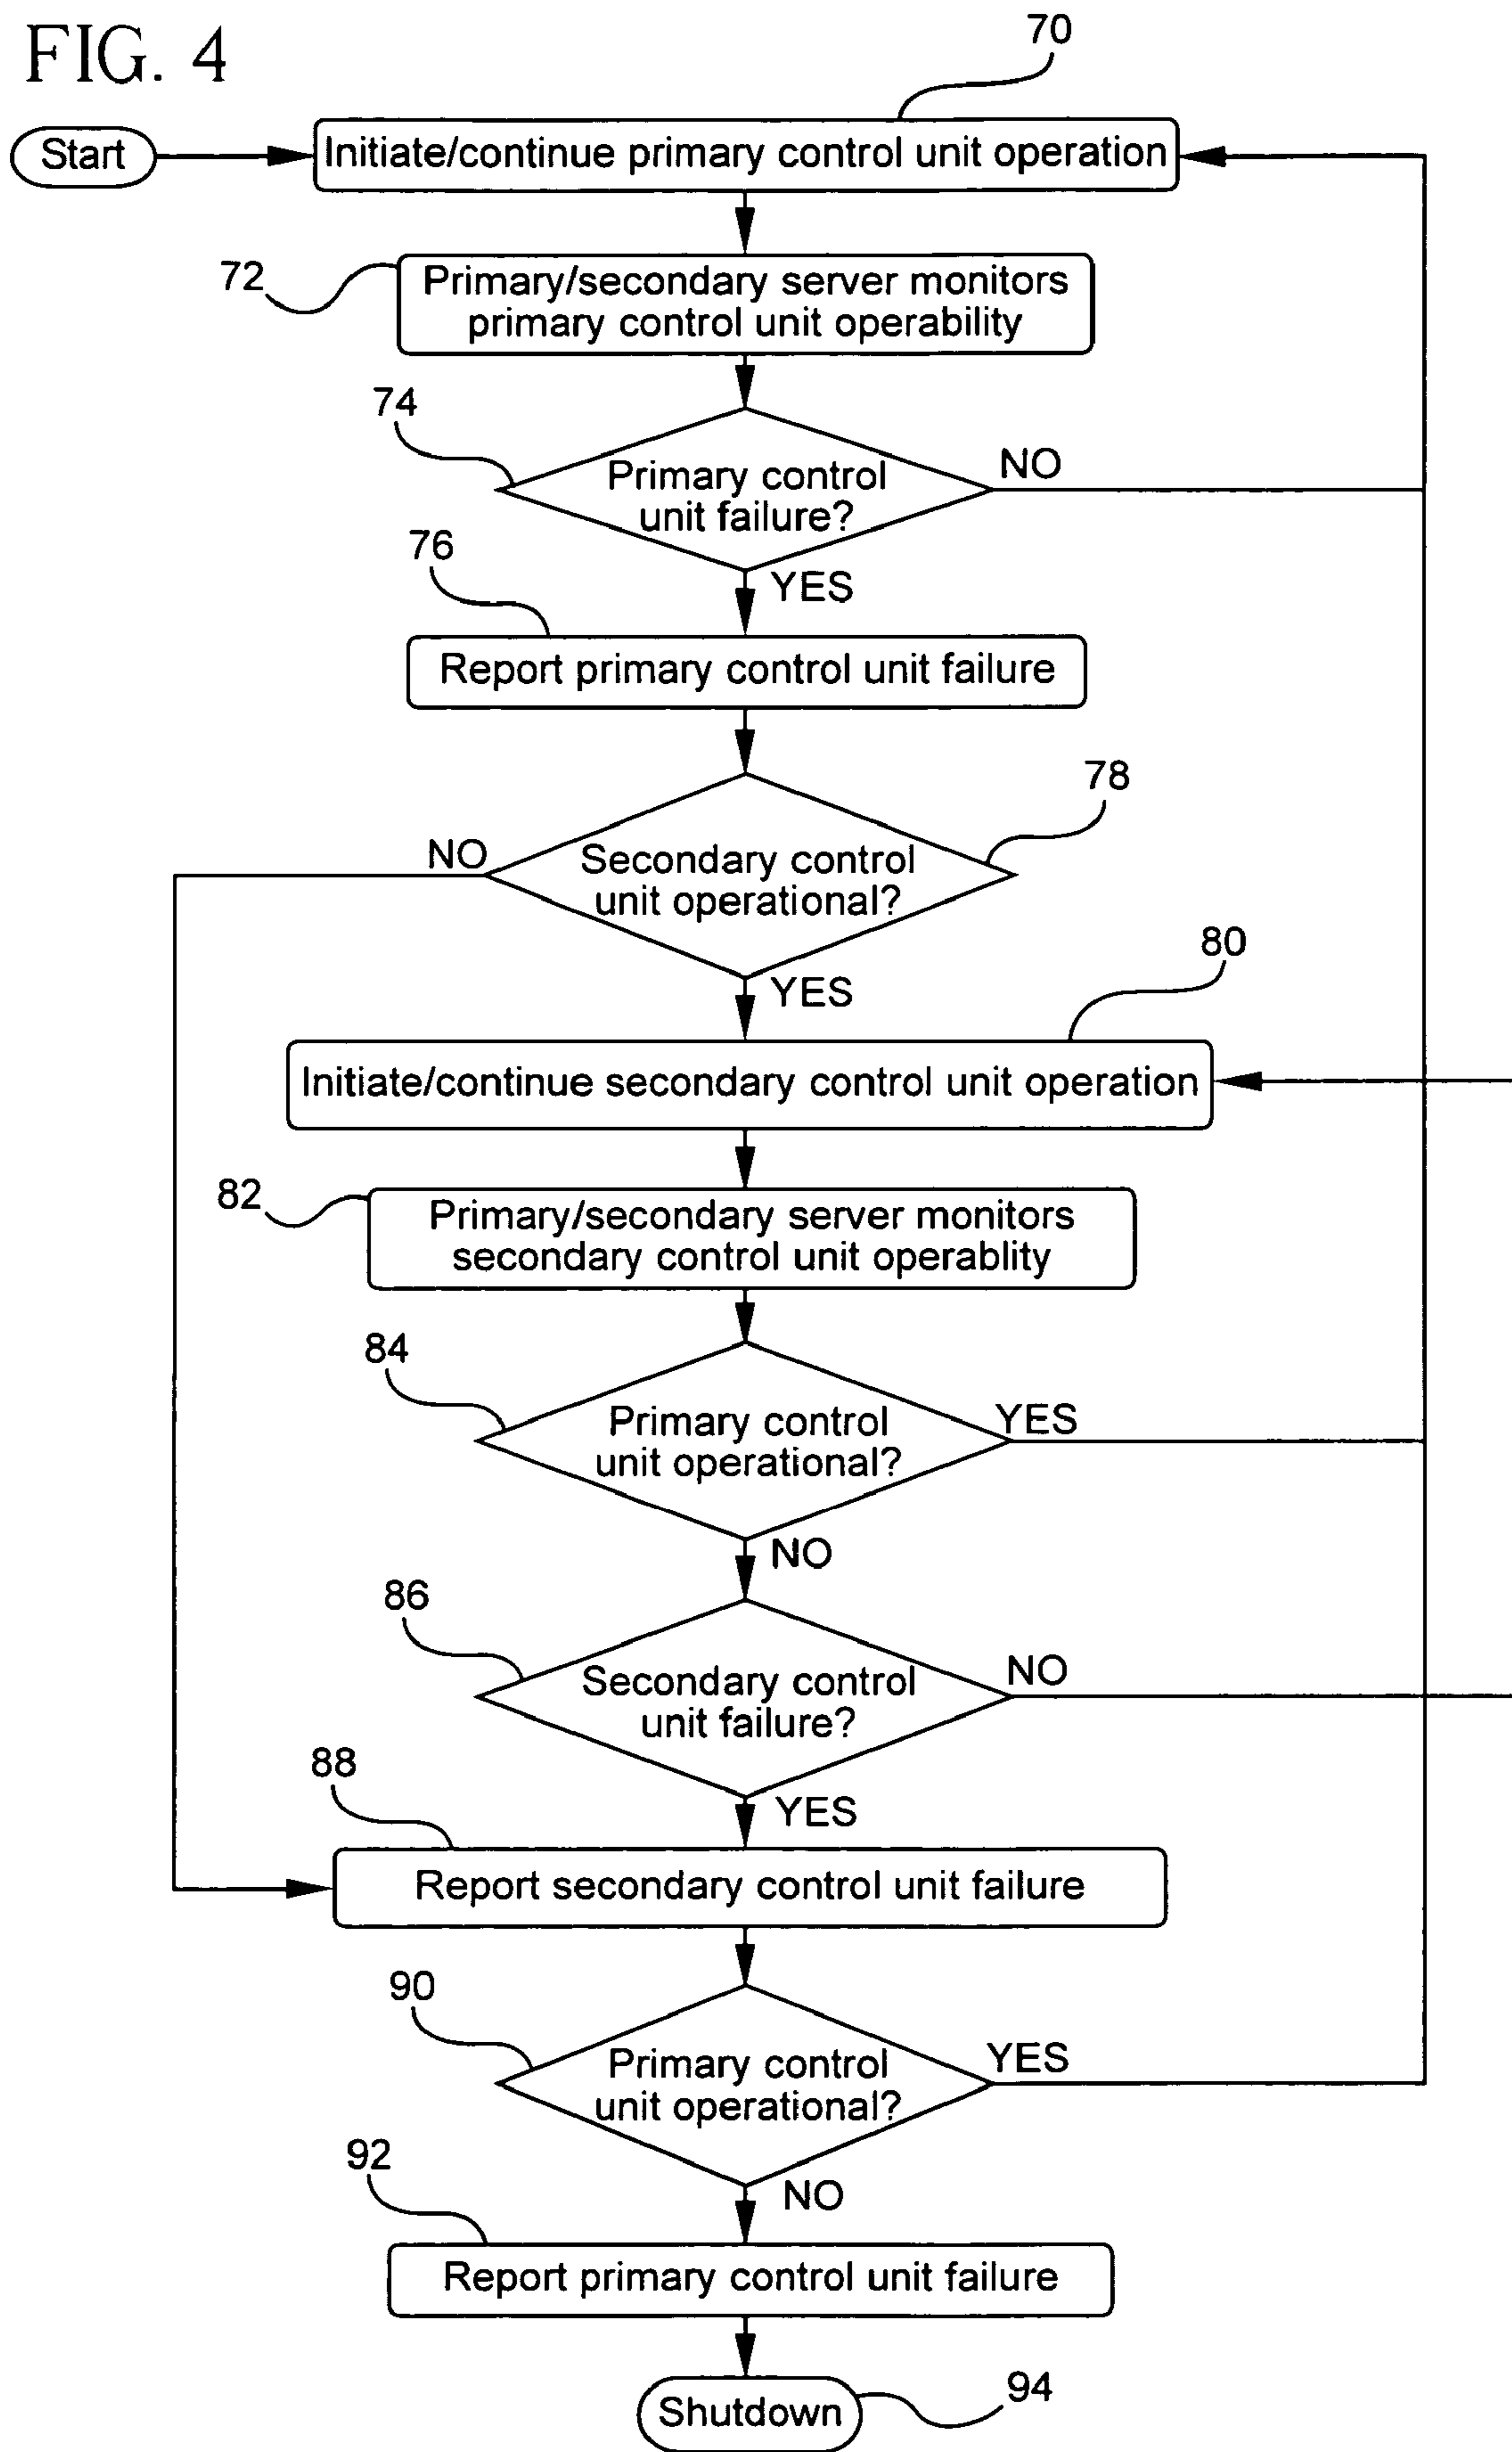 FIG. 4
70
Start
Initiate/continue primary control unit operation
72
Primary/secondary server monitors
primary control unit operability
74
Primary control
unit failure?
NO
76
YES
Report primary control unit failure
78
NO
Secondary control
unit operational?
80
YES
Initiate/continue secondary control unit operation
82
Primary/secondary server monitors
secondary control unit operablity
84
Primary control
unit operational?
YES
NO
86
Secondary control
unit failure?
NO
88
YES
Report secondary control unit failure
90
Primary control
unit operational?
YES
92
NO
Report primary control unit failure
Shutdown
94